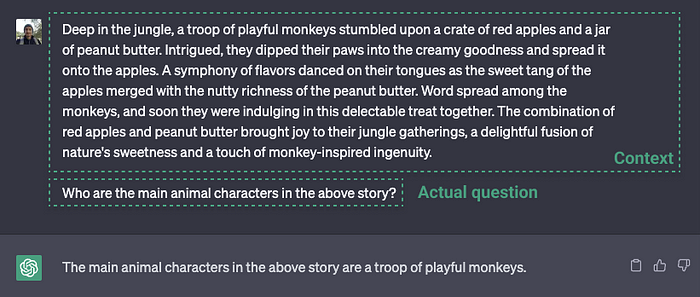 Deep in the jungle, a troop of playful monkeys stumbled upon a crate of red apples and a jar
of peanut butter. Intrigued, they dipped their paws into the creamy goodness and spread it
onto the apples. A symphony of flavors danced on their tongues as the sweet tang of the
apples merged with the nutty richness of the peanut butter. Word spread among the
monkeys, and soon they were indulging in this delectable treat together. The combination of
red apples and peanut butter brought joy to their jungle gatherings, a delightful fusion of
nature's sweetness and a touch of monkey-inspired ingenuity.
Context
Who are the main animal characters in the above story?
Actual question
The main animal characters in the above story are a troop of playful monkeys.